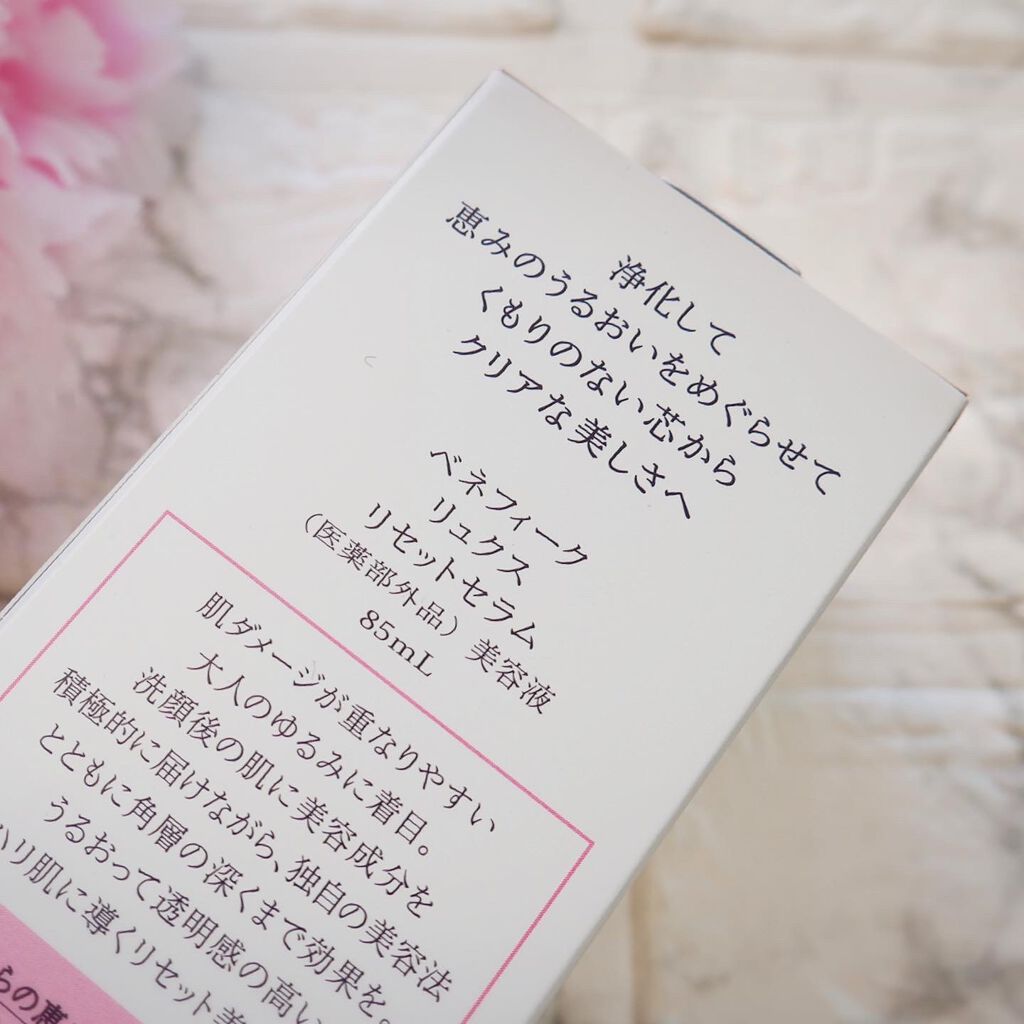 浄化して
恵みのうるおいをめぐらせて
くもりのない芯から
クリアな美しさへ
ベネフィーク
リュクス
リセットセラム
（医薬部外品）美容液
85mL
肌ダメージが重なりやすい
大人のゆるみに着目。
洗顔後の肌に美容成分を
積極的に届けながら、独自の美容法
とともに角層の深くまで効果を。
うるおって透明感の高い
ハリ肌に導くリセット美
らの恵